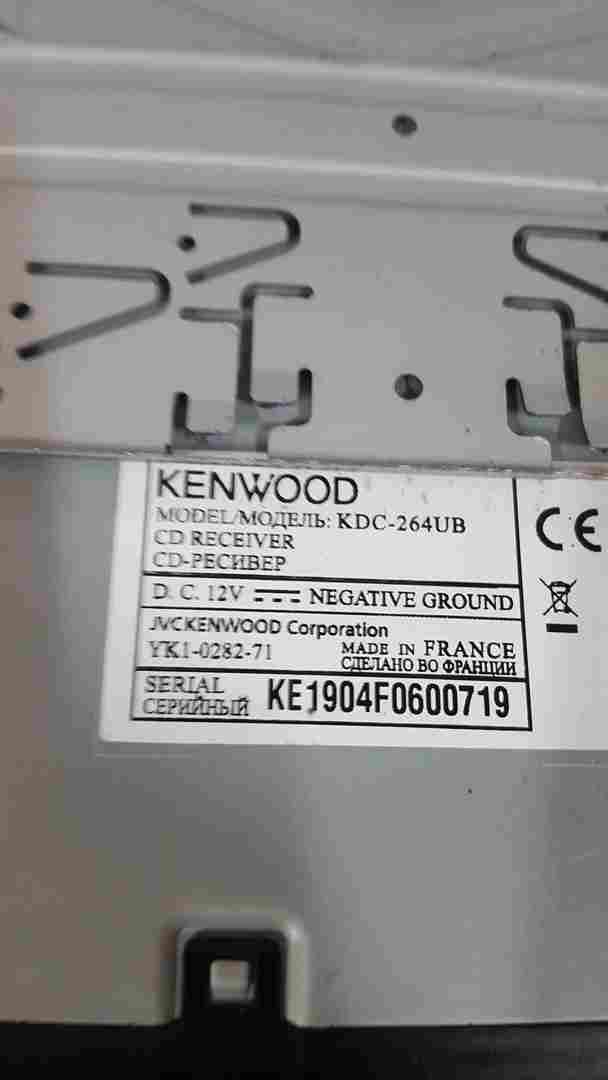 KENWOOD
MODEL/МОДЕЛЬ: KDC-264UB
CD RECEIVER
CD-РЕСИВЕР
D. C. 12V NEGATIVE GROUND
JVCKENWOOD Corporation
YK1-0282-71
MADE IN FRANCE
СДЕЛАНО ВО ФРАНЦИИ
SERIAL
СЕРИЙНЫЙ
KE1904F0600719
CE